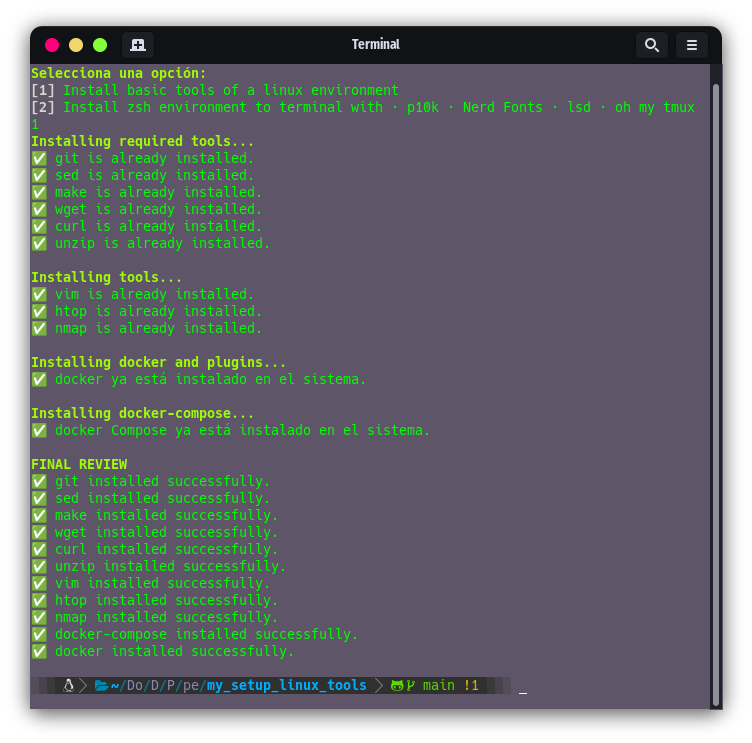 Terminal
Selecciona una opción:
[1] Install basic tools of a linux environment
[2] Install zsh environment to terminal with · p10k · Nerd Fonts · lsd · oh my tmux
1
Installing required tools...
✅ git is already installed.
✅ sed is already installed.
✅ make is already installed.
✅ wget is already installed.
✅ curl is already installed.
✅ unzip is already installed.
Installing tools...
✅ vim is already installed.
✅ htop is already installed.
✅ nmap is already installed.
Installing docker and plugins...
✅ docker ya está instalado en el sistema.
Installing docker-compose...
✅ docker Compose ya está instalado en el sistema.
FINAL REVIEW
✅ git installed successfully.
✅ sed installed successfully.
✅ make installed successfully.
✅ wget installed successfully.
✅ curl installed successfully.
✅ unzip installed successfully.
✅ vim installed successfully.
✅ htop installed successfully.
✅ nmap installed successfully.
✅ docker-compose installed successfully.
✅ docker installed successfully.
~/Do/D/P/pe/my_setup_linux_tools > main !1 _